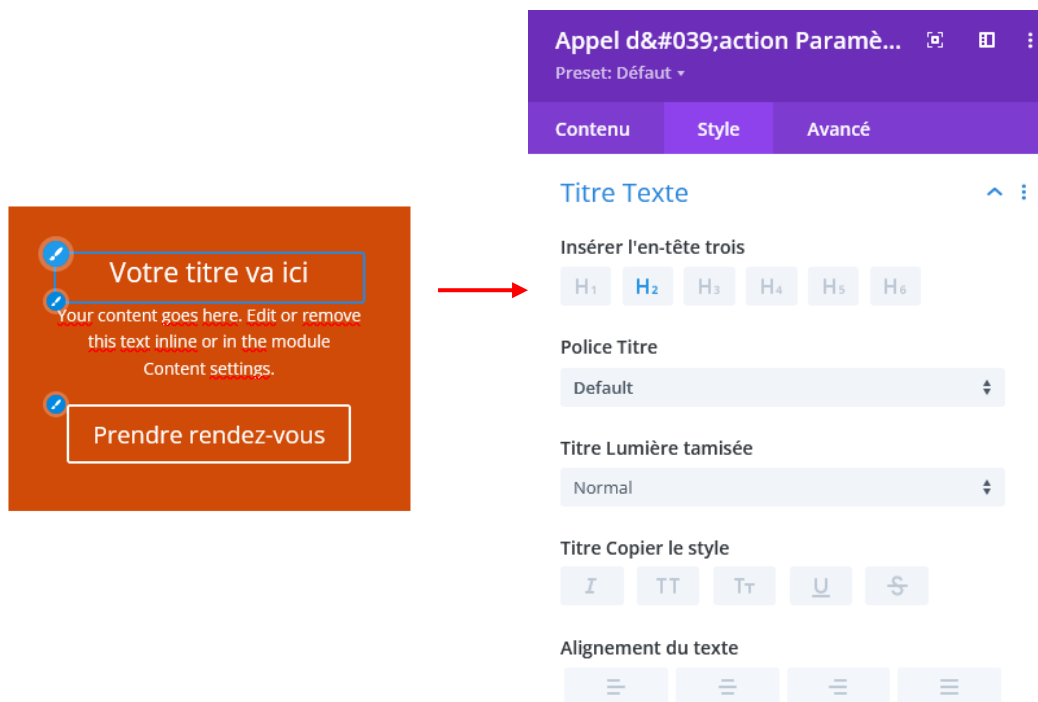 Votre titre va ici
Your content goes here. Edit or remove
this text inline or in the module
Content settings.
Prendre rendez-vous
Appel d&#039;action Paramè...
Preset: Défaut
Contenu Style Avancé
Titre Texte
Insérer l'en-tête trois
H1 H2 H3 H4 H5 H6
Police Titre
Default
Titre Lumière tamisée
Normal
Titre Copier le style
I TT TT U S
Alignement du texte